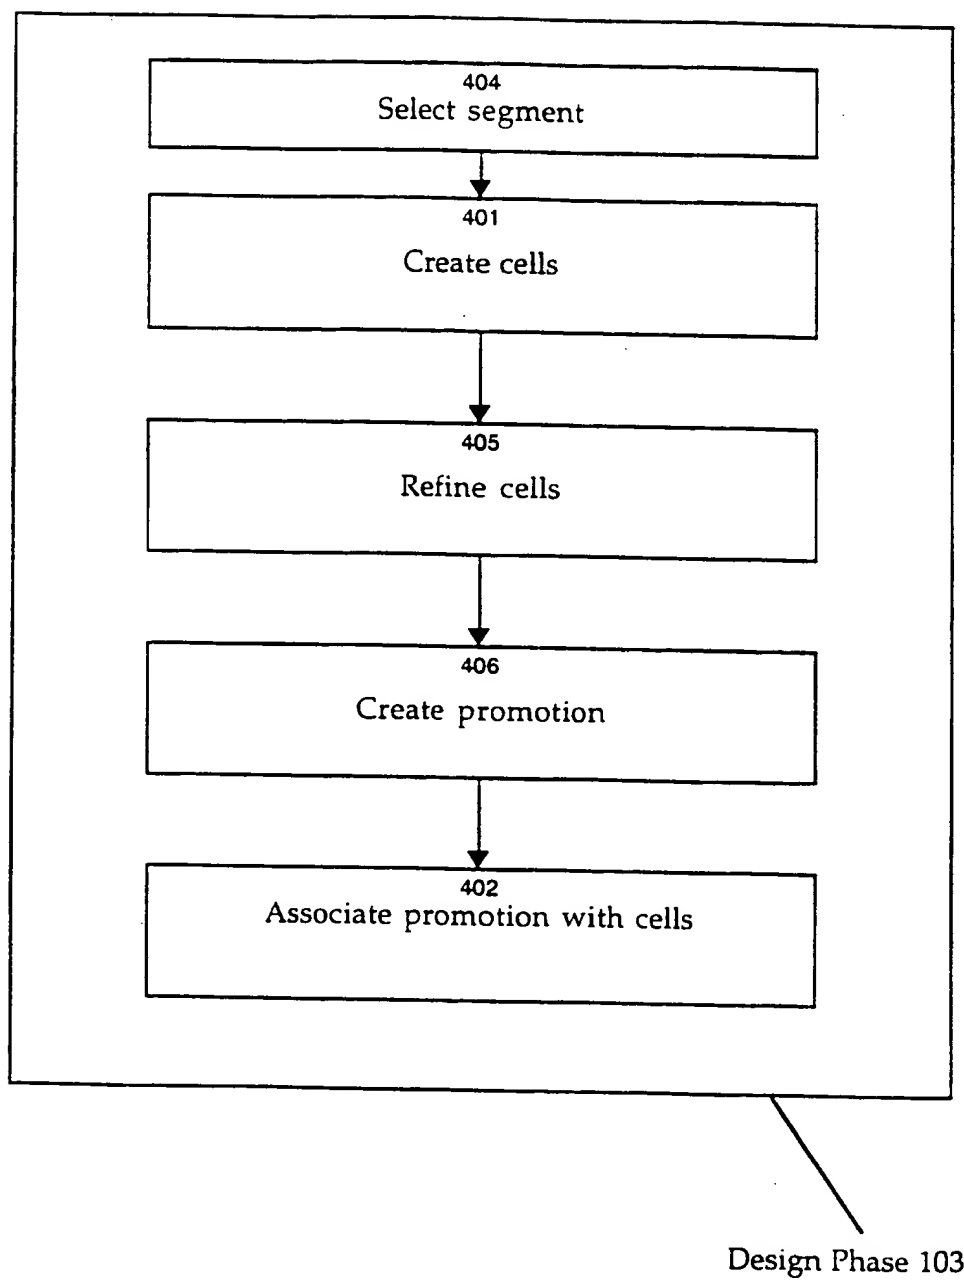 404
Select segment
401
Create cells
405
Refine cells
406
Create promotion
402
Associate promotion with cells
Design Phase 103